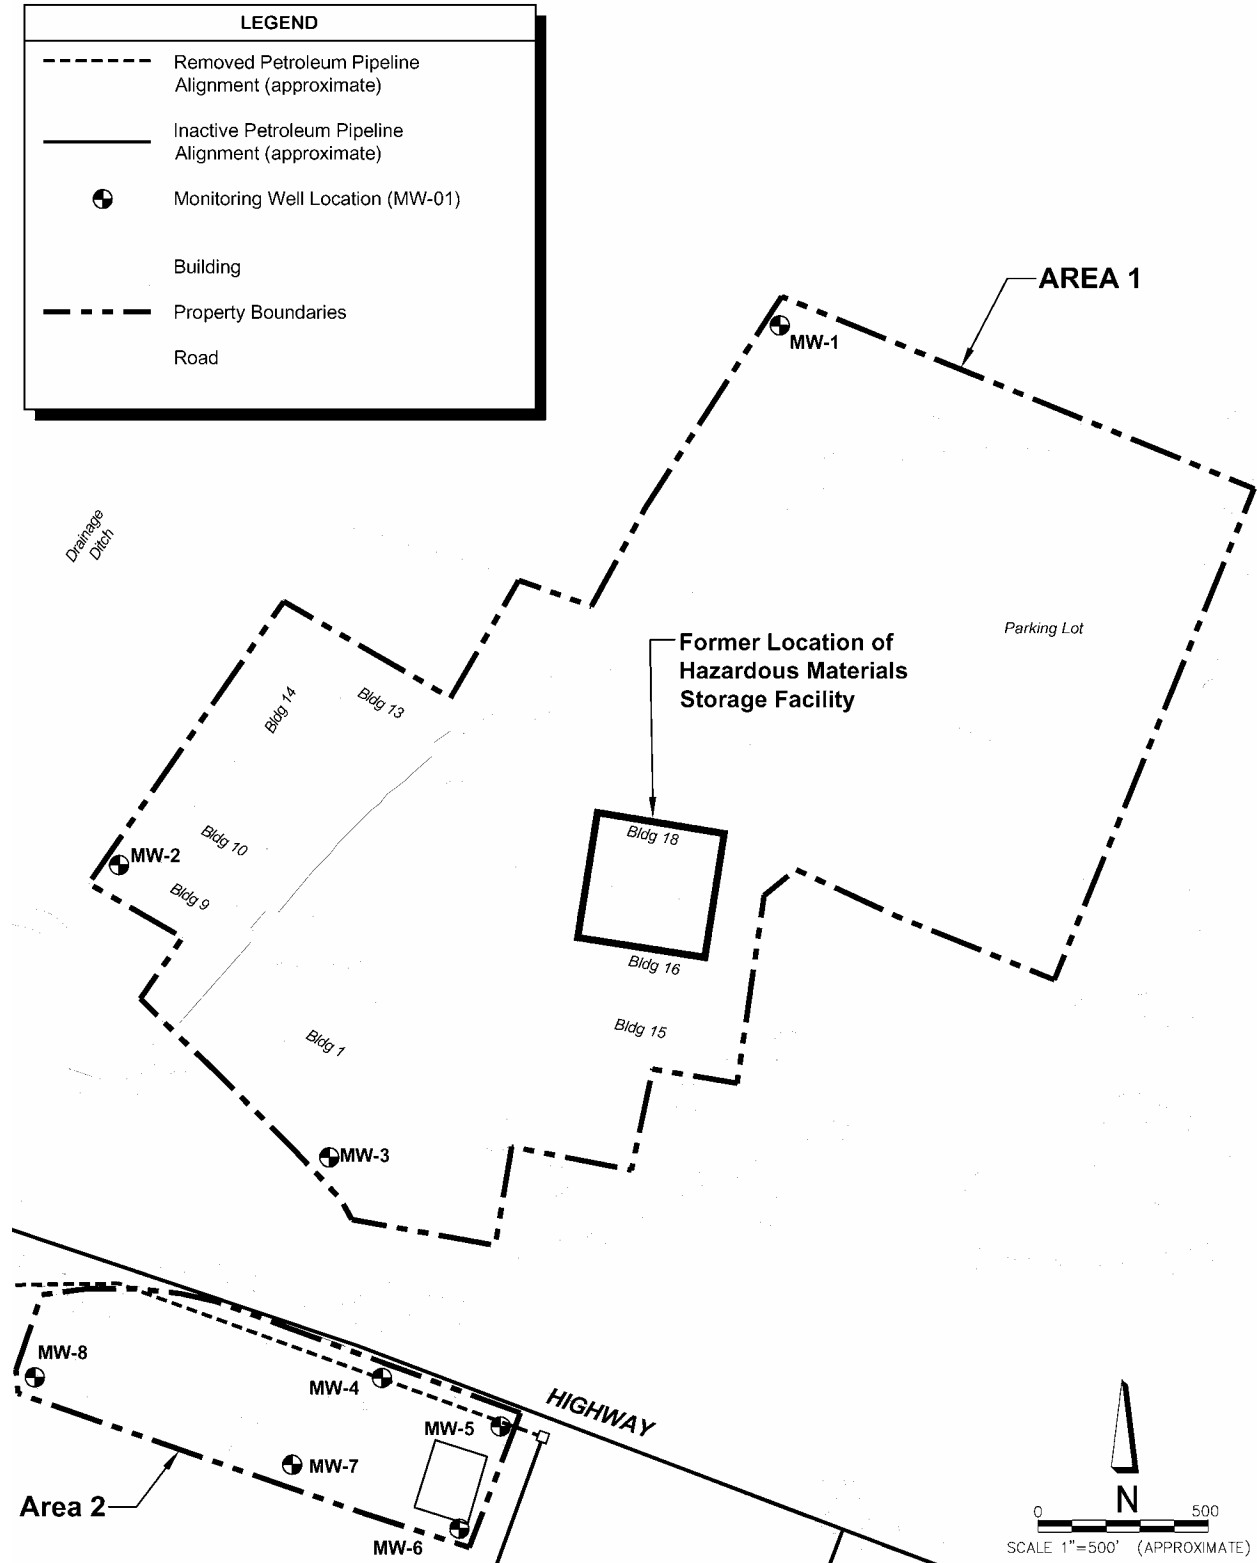 LEGEND
Removed Petroleum Pipeline
Alignment (approximate)
Inactive Petroleum Pipeline
Alignment (approximate)
Monitoring Well Location (MW-01)
Building
Property Boundaries
Road
AREA 1
MW-1
Drainage
Ditch
Parking Lot
Former Location of
Hazardous Materials
Storage Facility
Bldg 14
Bldg 13
Bldg 18
Bldg 10
MW-2
Bldg 9
Bldg 16
Bldg 15
Bldg 1
MW-3
MW-8
MW-4
HIGHWAY
MW-5
MW-7
Area 2
MW-6
N
0 500
SCALE 1"=500' (APPROXIMATE)